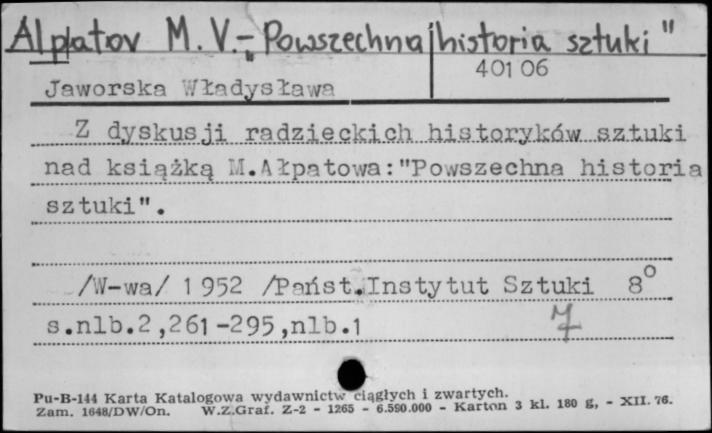 Alpatov M. V. - "Powszechna historia sztuki"
40106
Jaworska Władysława
Z dyskusji radzieckich historyków sztuki
nad książką M.Ałpatowa:"Powszechna historia
sztuki".
/W-wa/ 1952 /Państ.Instytut Sztuki 8°
s.nlb.2,261-295,nlb.1
7
Pu-B-144 Karta Katalogowa wydawnictw ciągłych i zwartych.
Zam. 1648/DW/On. W.Z.Graf. Z-2 - 1265 - 6.590.000 - Karton 3 kl. 180 g, - XII. 76.